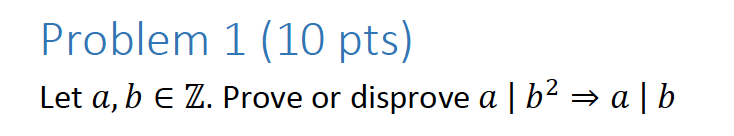 Problem 1 (10 pts)
Let a, b ∈ ℤ. Prove or disprove a | b² ⇒ a | b